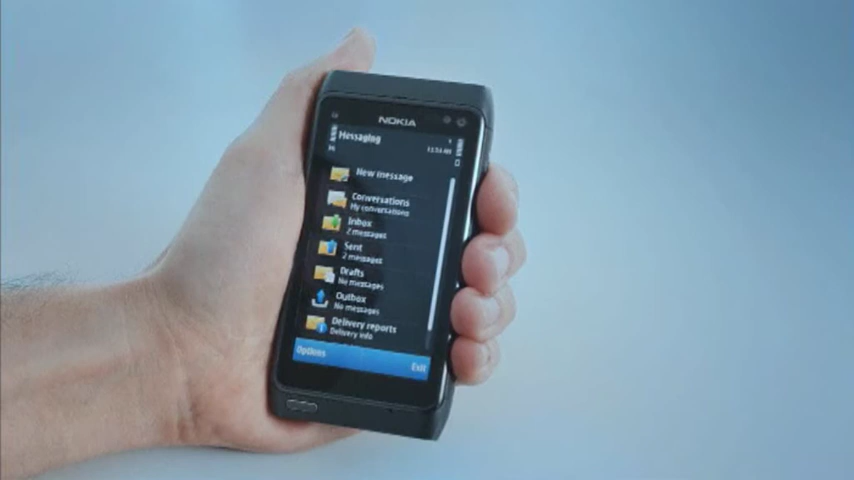 NOKIA
Messaging
New message
Conversations
My conversations
Inbox
2 messages
Sent
2 messages
Drafts
No messages
Outbox
No messages
Delivery reports
Delivery info
Options
Exit